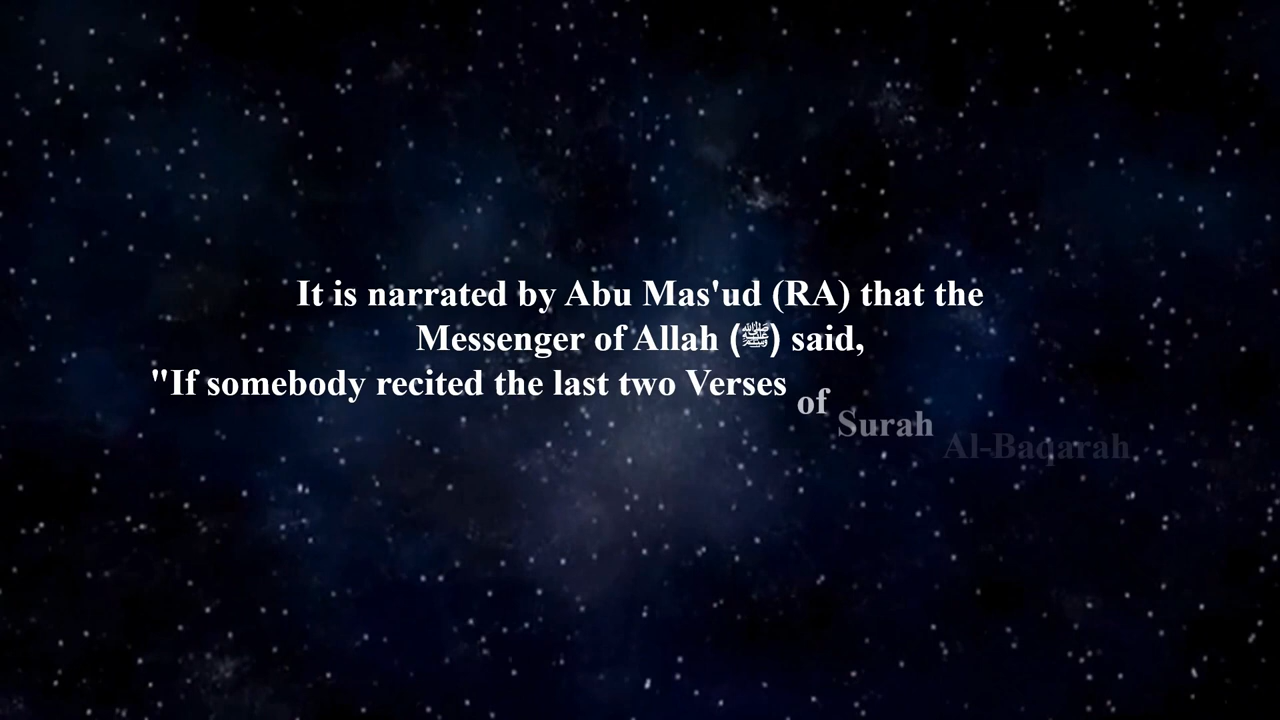 It is narrated by Abu Mas'ud (RA) that the
Messenger of Allah (ﷺ) said,
"If somebody recited the last two Verses of Surah Al-Baqarah